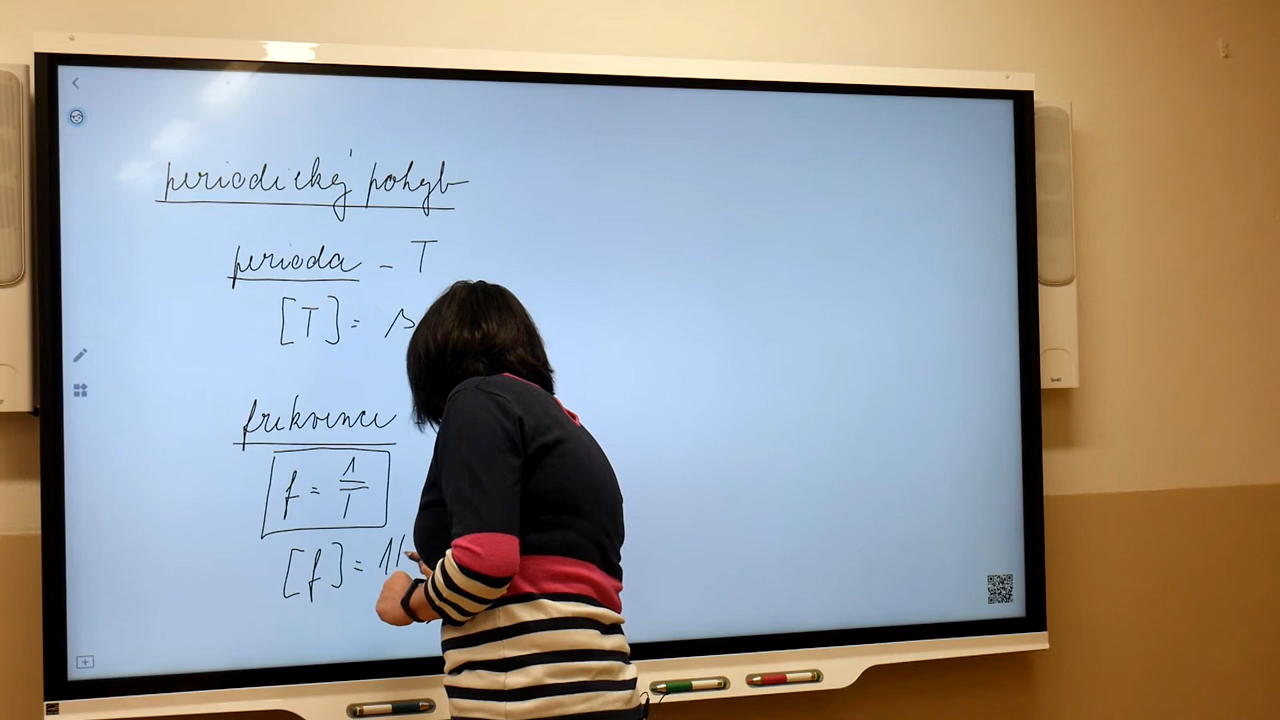 periodický pohyb
perioda - T
[T] = s
frekvence
f = 1/T
[f] = 1